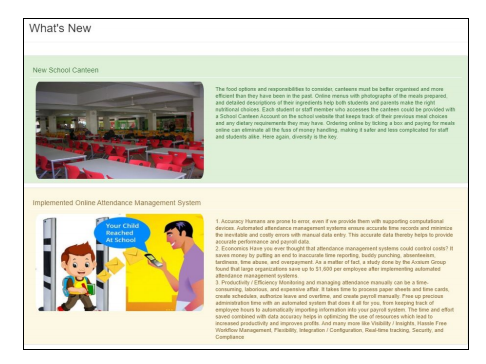 What's New
New School Canteen
The food options and responsibilities to consider, canteens must be better organised and more
efficient than they have been in the past. Online menus with photographs of the meals prepared,
and detailed descriptions of their ingredients help both students and parents make the right
nutritional choices. Each student or staff member who accesses the canteen could be provided with
a School Canteen Account on the school website that keeps track of their previous meal choices
and any dietary requirements they may have. Ordering online by ticking a box and paying for meals
online can eliminate all the fuss of money handling, making it safer and less complicated for staff
and students alike. Here again, diversity is the key.
Implemented Online Attendance Management System
Your Child
Reached
At School
1. Accuracy Humans are prone to error, even if we provide them with supporting computational
devices. Automated attendance management systems ensure accurate time records and minimize
the inevitable and costly errors with manual data entry. This accurate data thereby helps to provide
accurate performance and payroll data.
2. Economics Have you ever thought that attendance management systems could control costs? It
saves money by putting an end to inaccurate time reporting, buddy punching, absenteeism,
tardiness, time abuse, and overpayment. As a matter of fact, a study done by the Axsium Group
found that large organizations save up to $1,600 per employee after implementing automated
attendance management systems.
3. Productivity / Efficiency Monitoring and managing attendance manually can be a time-
consuming, laborious, and expensive affair. It takes time to process paper sheets and time cards,
create schedules, authorize leave and overtime, and create payroll manually. Free up precious
administration time with an automated system that does it all for you, from keeping track of
employee hours to automatically importing information into your payroll system. The time and effort
saved combined with data accuracy helps in optimizing the use of resources which lead to
increased productivity and improves profits. And many more like Visibility / Insights, Hassle Free
Workflow Management, Flexibility, Integration / Configuration, Real-time tracking, Security, and
Compliance